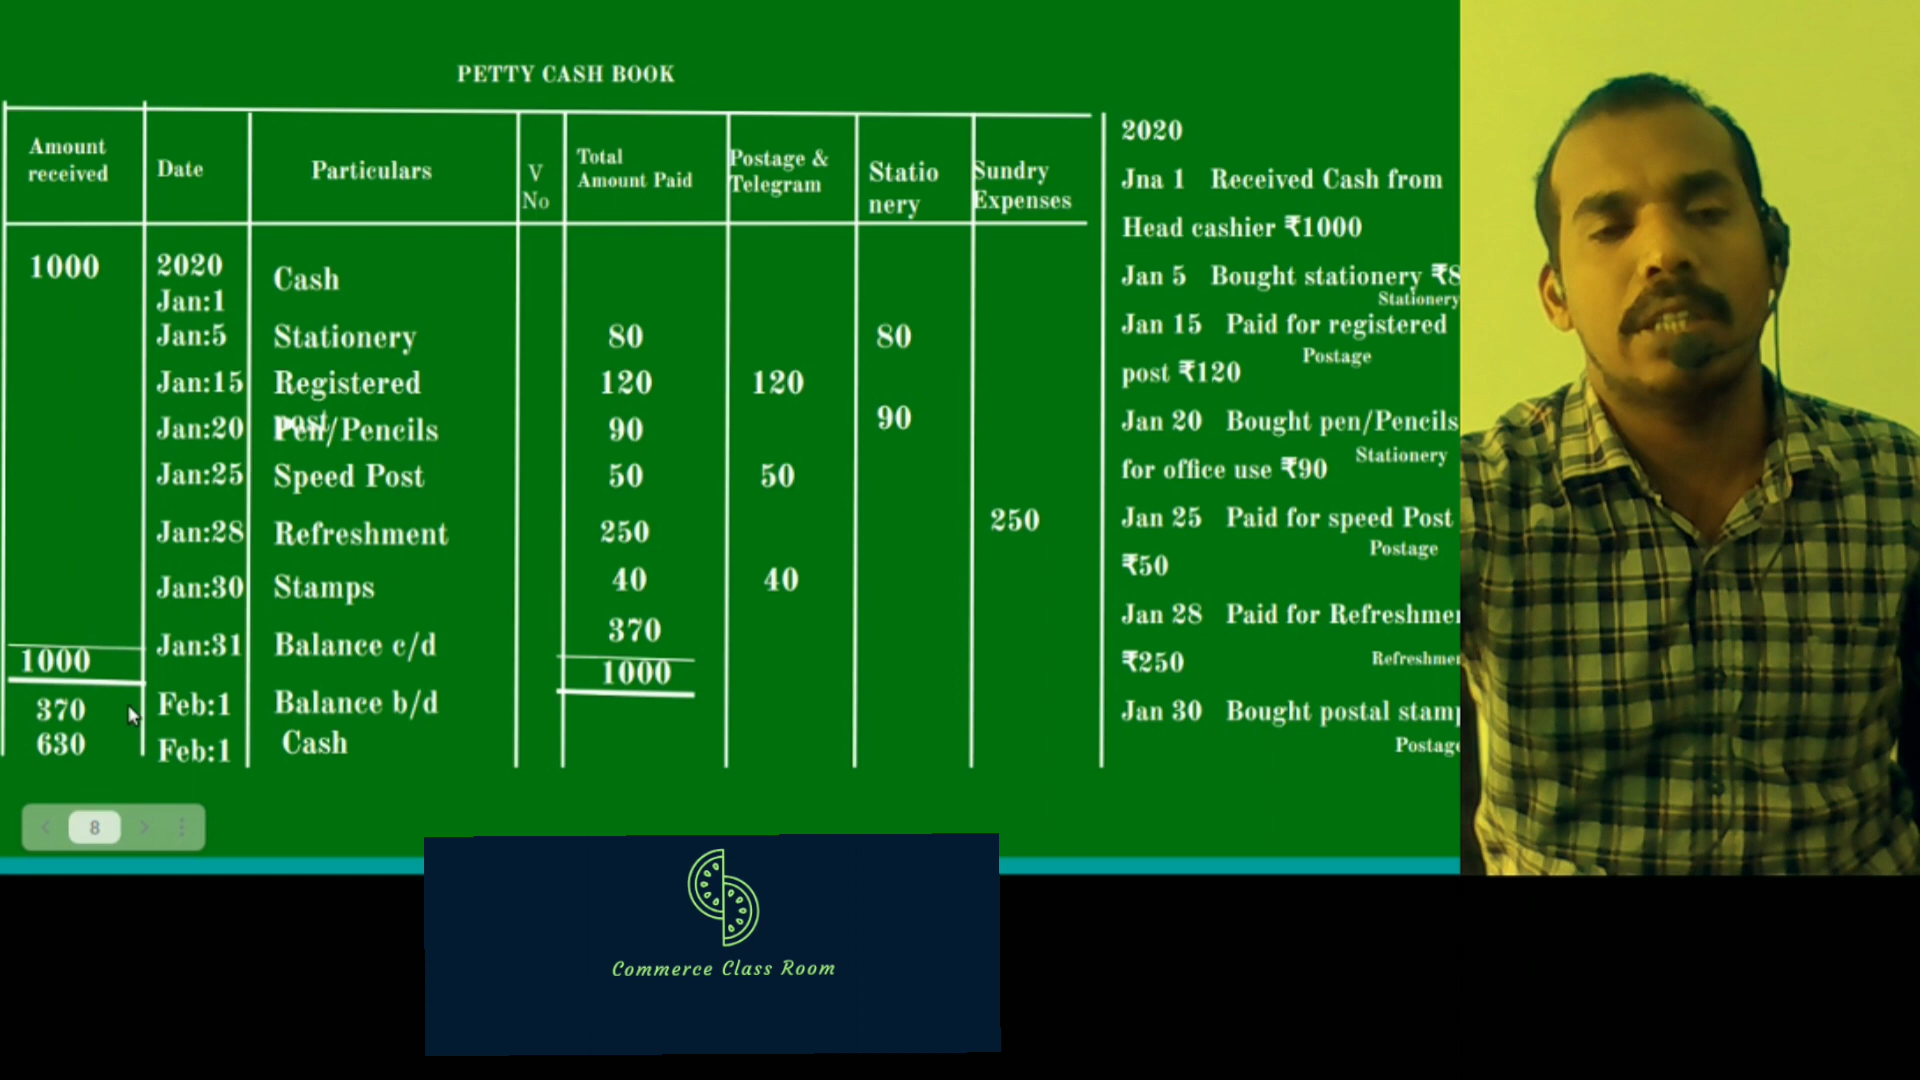 PETTY CASH BOOK
Amount received Date Particulars V No Total Amount Paid Postage & Telegram Statio nery Sundry Expenses
1000 2020 Jan:1 Cash
Jan:5 Stationery 80 80
Jan:15 Registered post 120 120
Jan:20 Pen/Pencils 90 90
Jan:25 Speed Post 50 50
Jan:28 Refreshment 250 250
Jan:30 Stamps 40 40
Jan:31 Balance c/d 370
1000 1000
370 Feb:1 Balance b/d
630 Feb:1 Cash
2020
Jna 1 Received Cash from
Head cashier ₹1000
Jan 5 Bought stationery ₹8
Stationery
Jan 15 Paid for registered
Postage
post ₹120
Jan 20 Bought pen/Pencils
Stationery
for office use ₹90
Jan 25 Paid for speed Post
Postage
₹50
Jan 28 Paid for Refreshme
₹250 Refreshme
Jan 30 Bought postal stam
Postage
8
Commerce Class Room